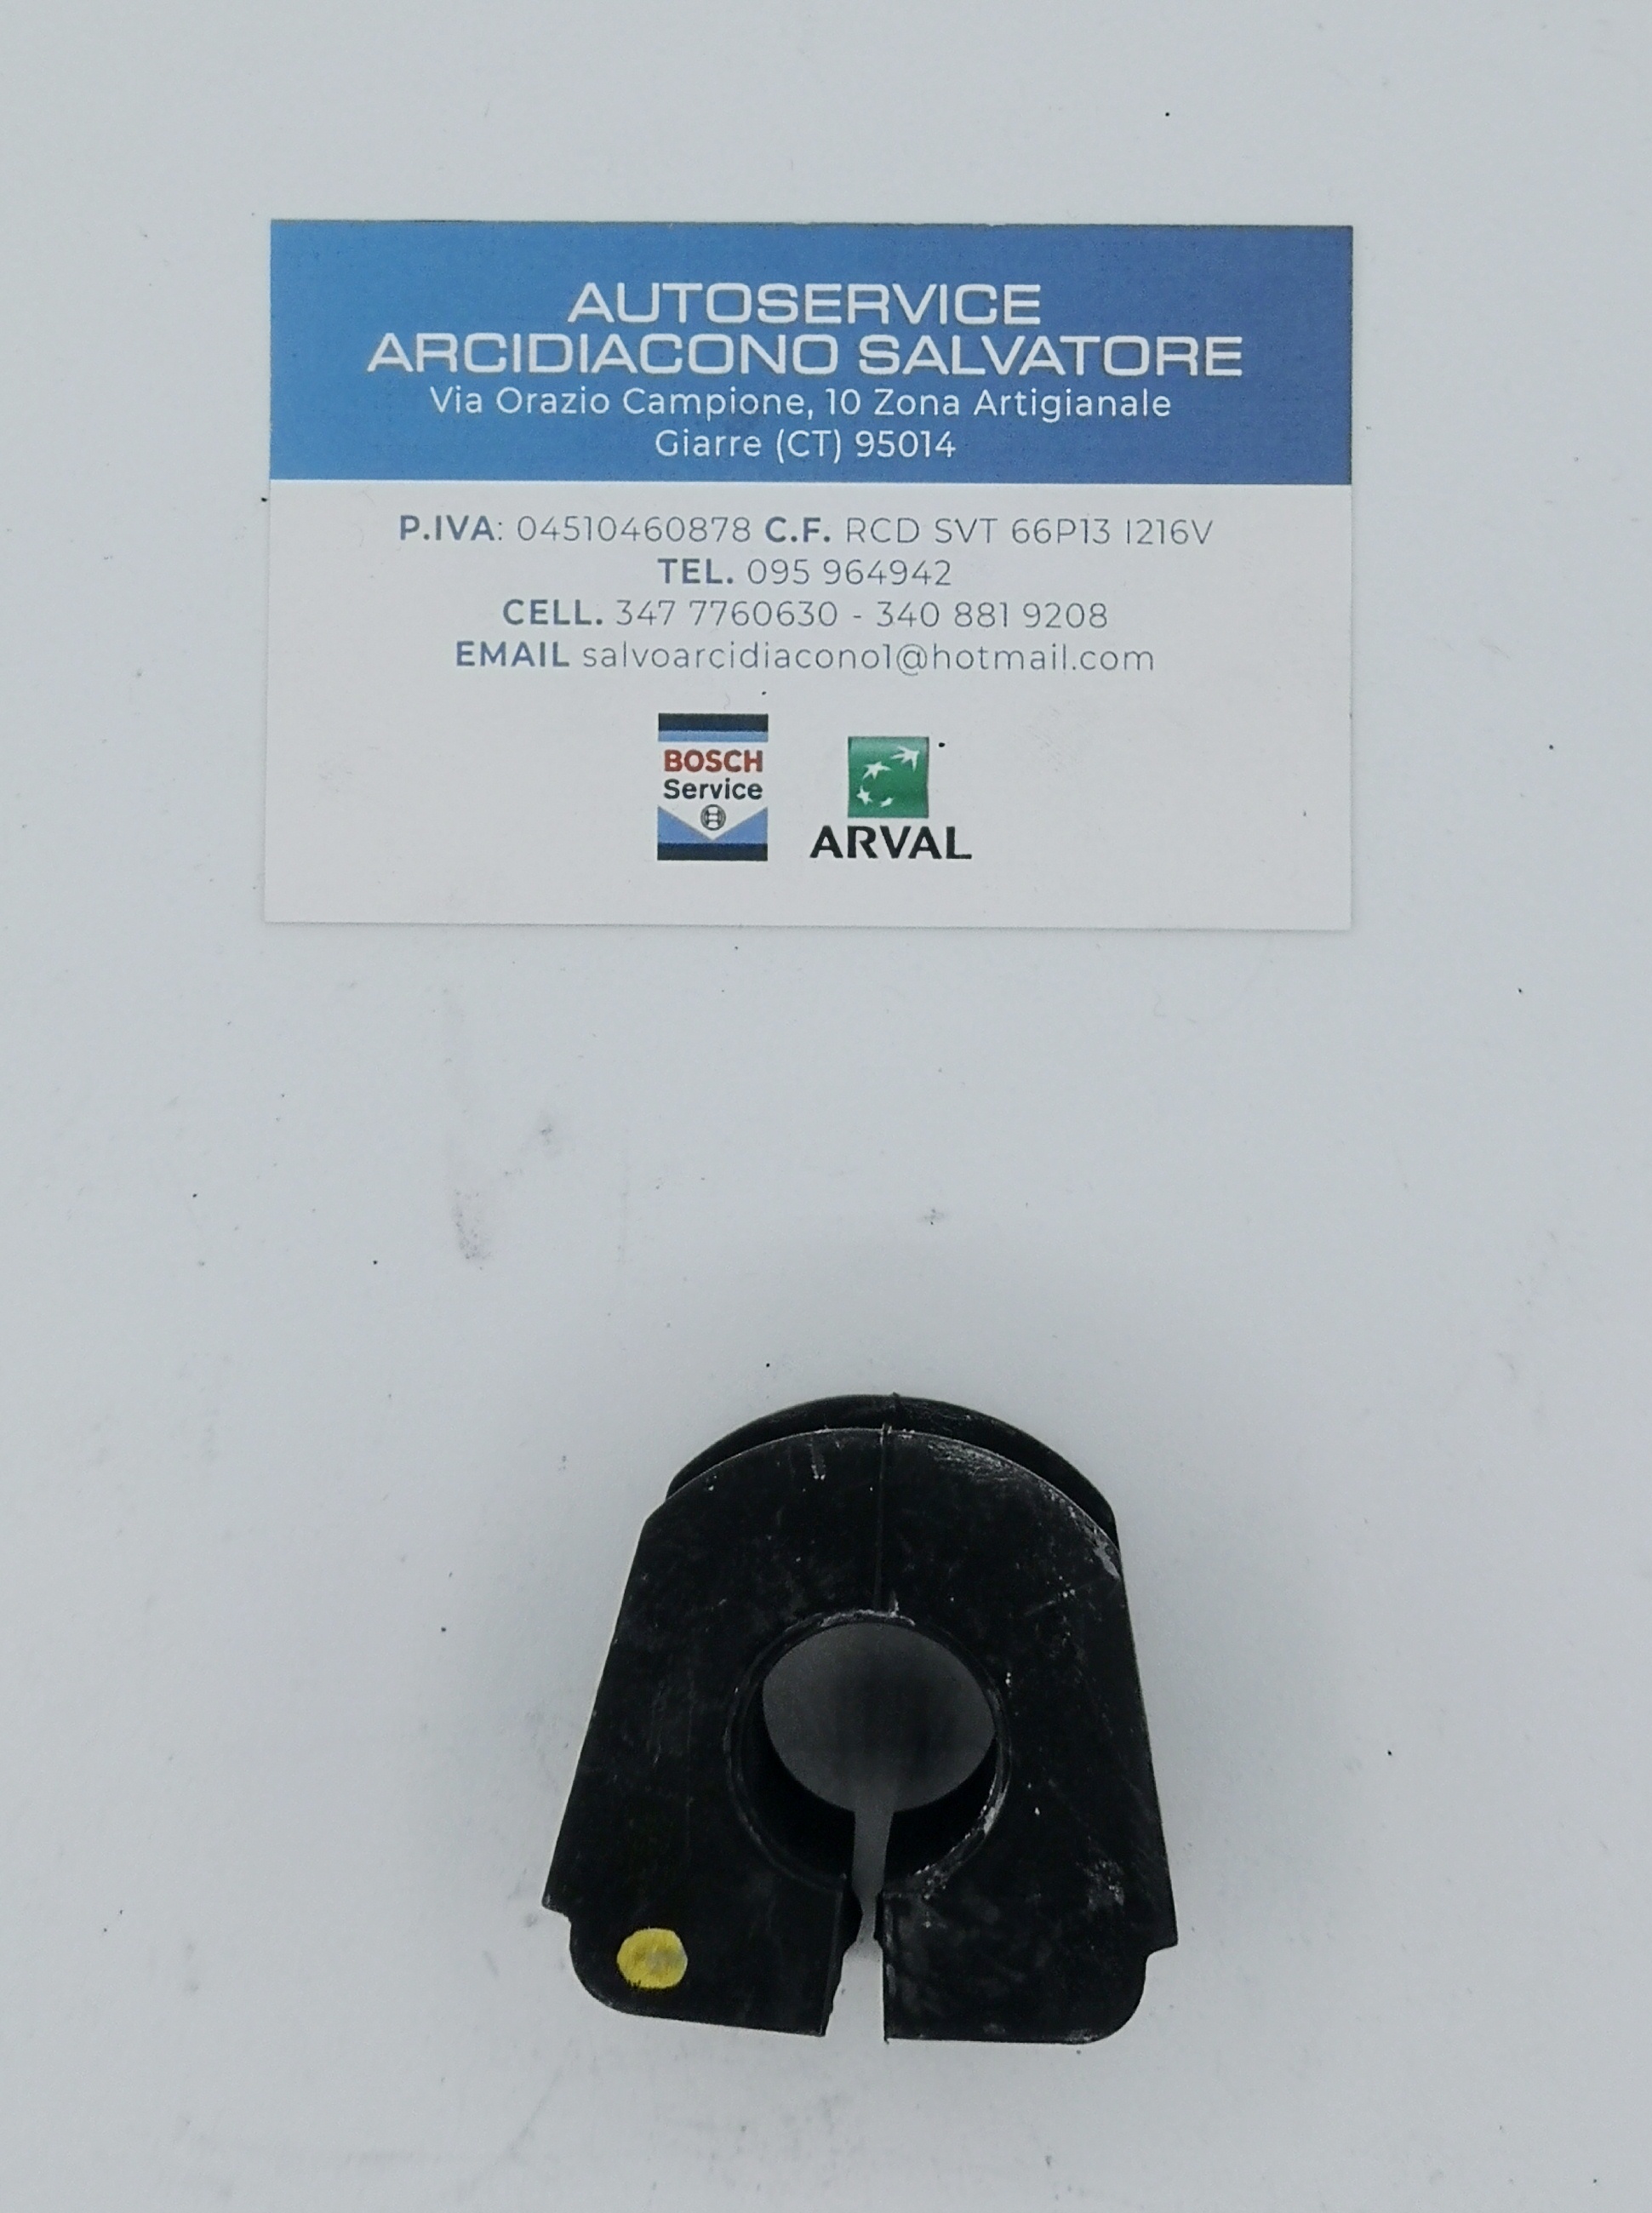 AUTOSERVICE
ARCIDIACONO SALVATORE
Via Orazio Campione, 10 Zona Artigianale
Giarre (CT) 95014
P.IVA: 04510460878 C.F. RCD SVT 66P13 I216V
TEL. 095 964942
CELL. 347 7760630 - 340 881 9208
EMAIL salvoarcidiacono1@hotmail.com
BOSCH
Service
ARVAL